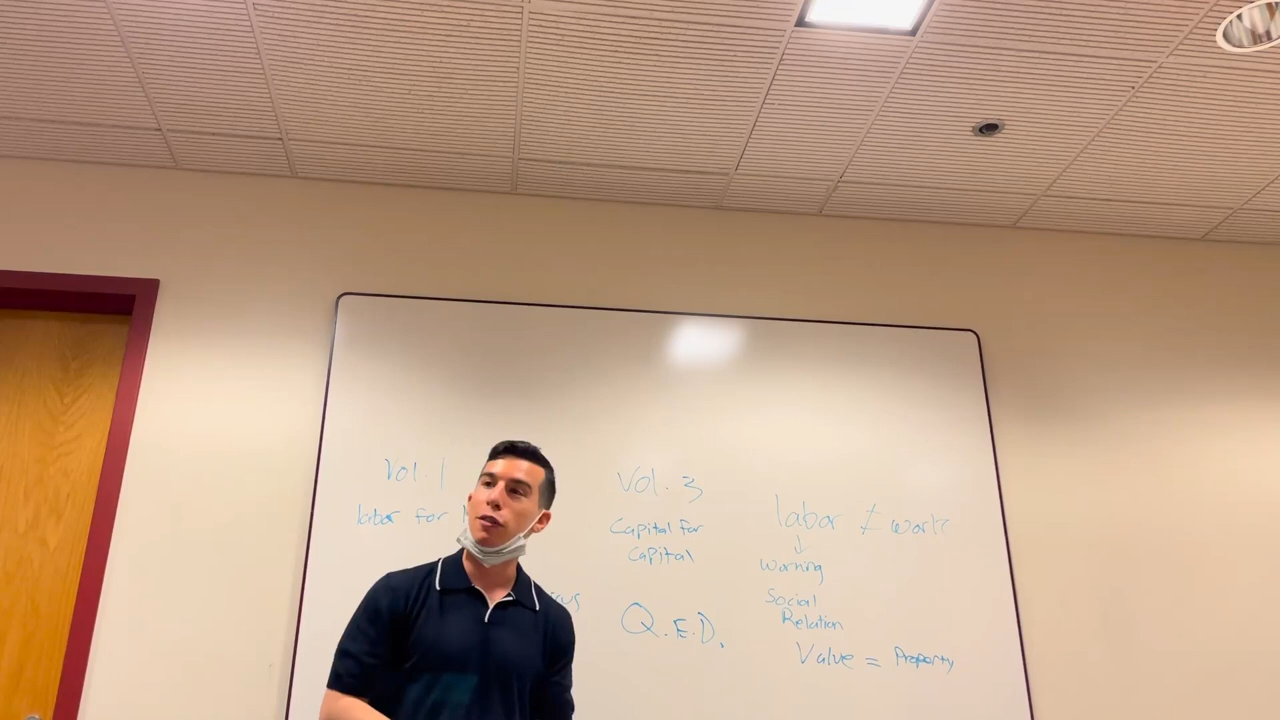 Vol. 1
labor for
Vol. 3
Capital for
Capital
Q.E.D.
labor ≠ work
↓
Working
Social
Relation
Value = Property